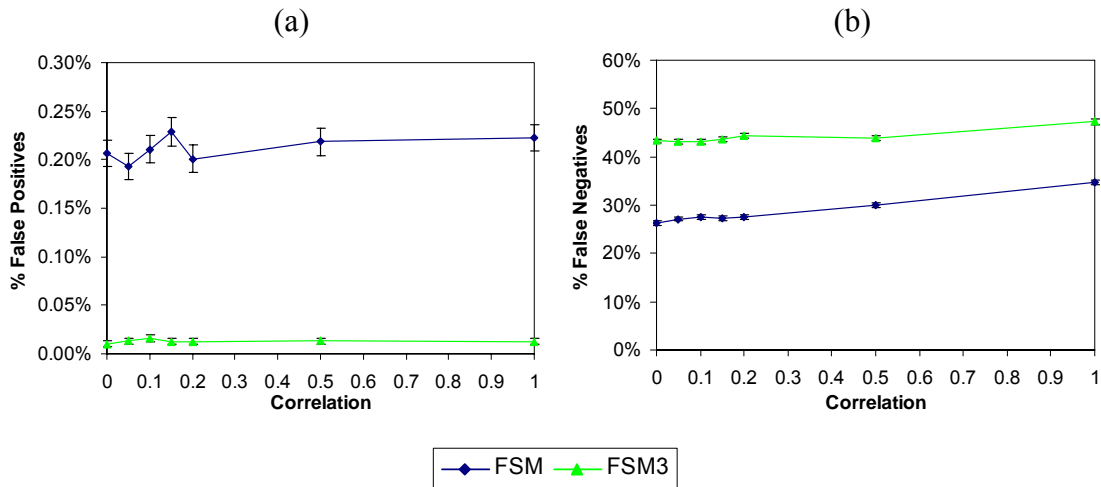 (a)
0.30%
0.25%
0.20%
0.15%
0.10%
0.05%
0.00%
% False Positives
0 0.1 0.2 0.3 0.4 0.5 0.6 0.7 0.8 0.9 1
Correlation
(b)
60%
50%
40%
30%
20%
10%
0%
% False Negatives
0 0.1 0.2 0.3 0.4 0.5 0.6 0.7 0.8 0.9 1
Correlation
FSM FSM3